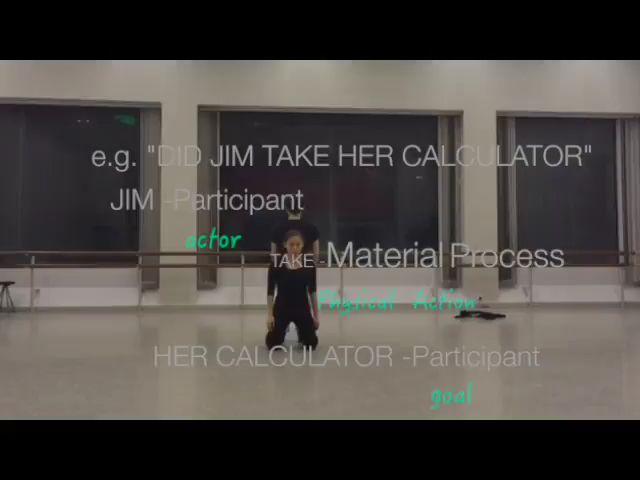 e.g. "DID JIM TAKE HER CALCULATOR"
JIM -Participant
actor
TAKE -Material Process
Physical Action
HER CALCULATOR -Participant
goal